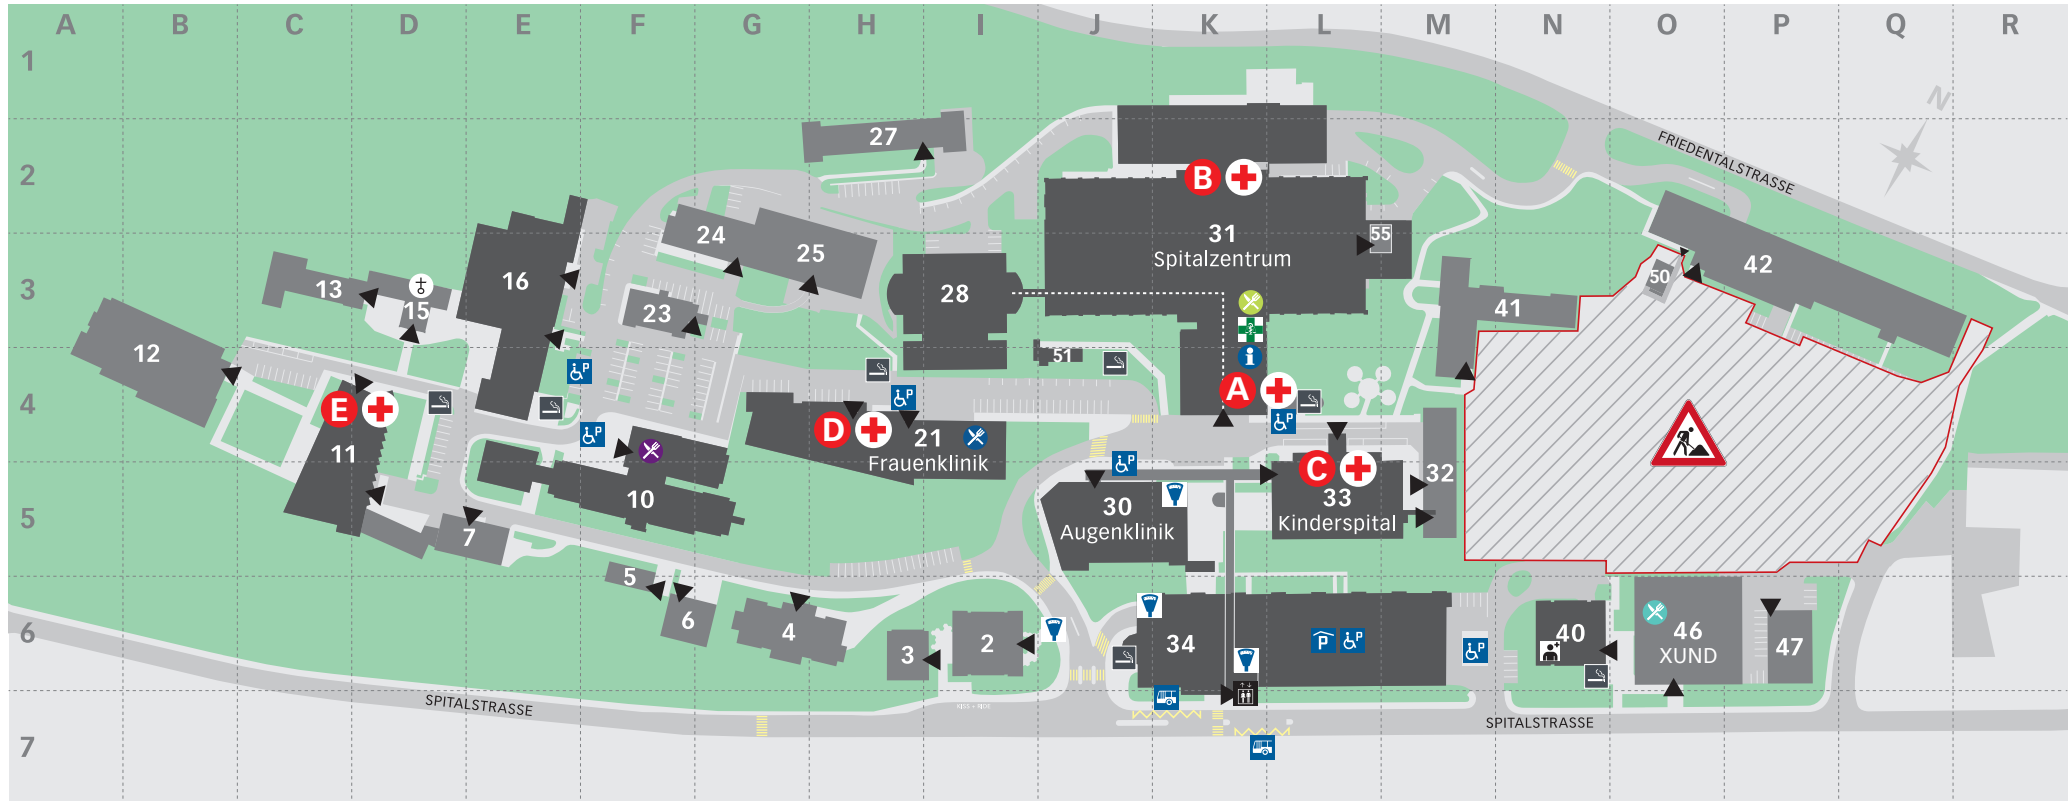 A B C D E F G H I J K L M N O P Q R
1
N
27
FRIEDENTALSTRASSE
2
B
24
31
55
Spitalzentrum
25
42
16
50
3
13
28
15
23
41
12
51
i
A
4
E
D
21
Frauenklinik
11
C
32
33
Kinderspital
10
30
Augenklinik
5
7
5
6
4
6
3
2
34
P
P
40
46
XUND
47
P
P
P
P
P
P
SPITALSTRASSE
KISS + RIDE
SPITALSTRASSE
7